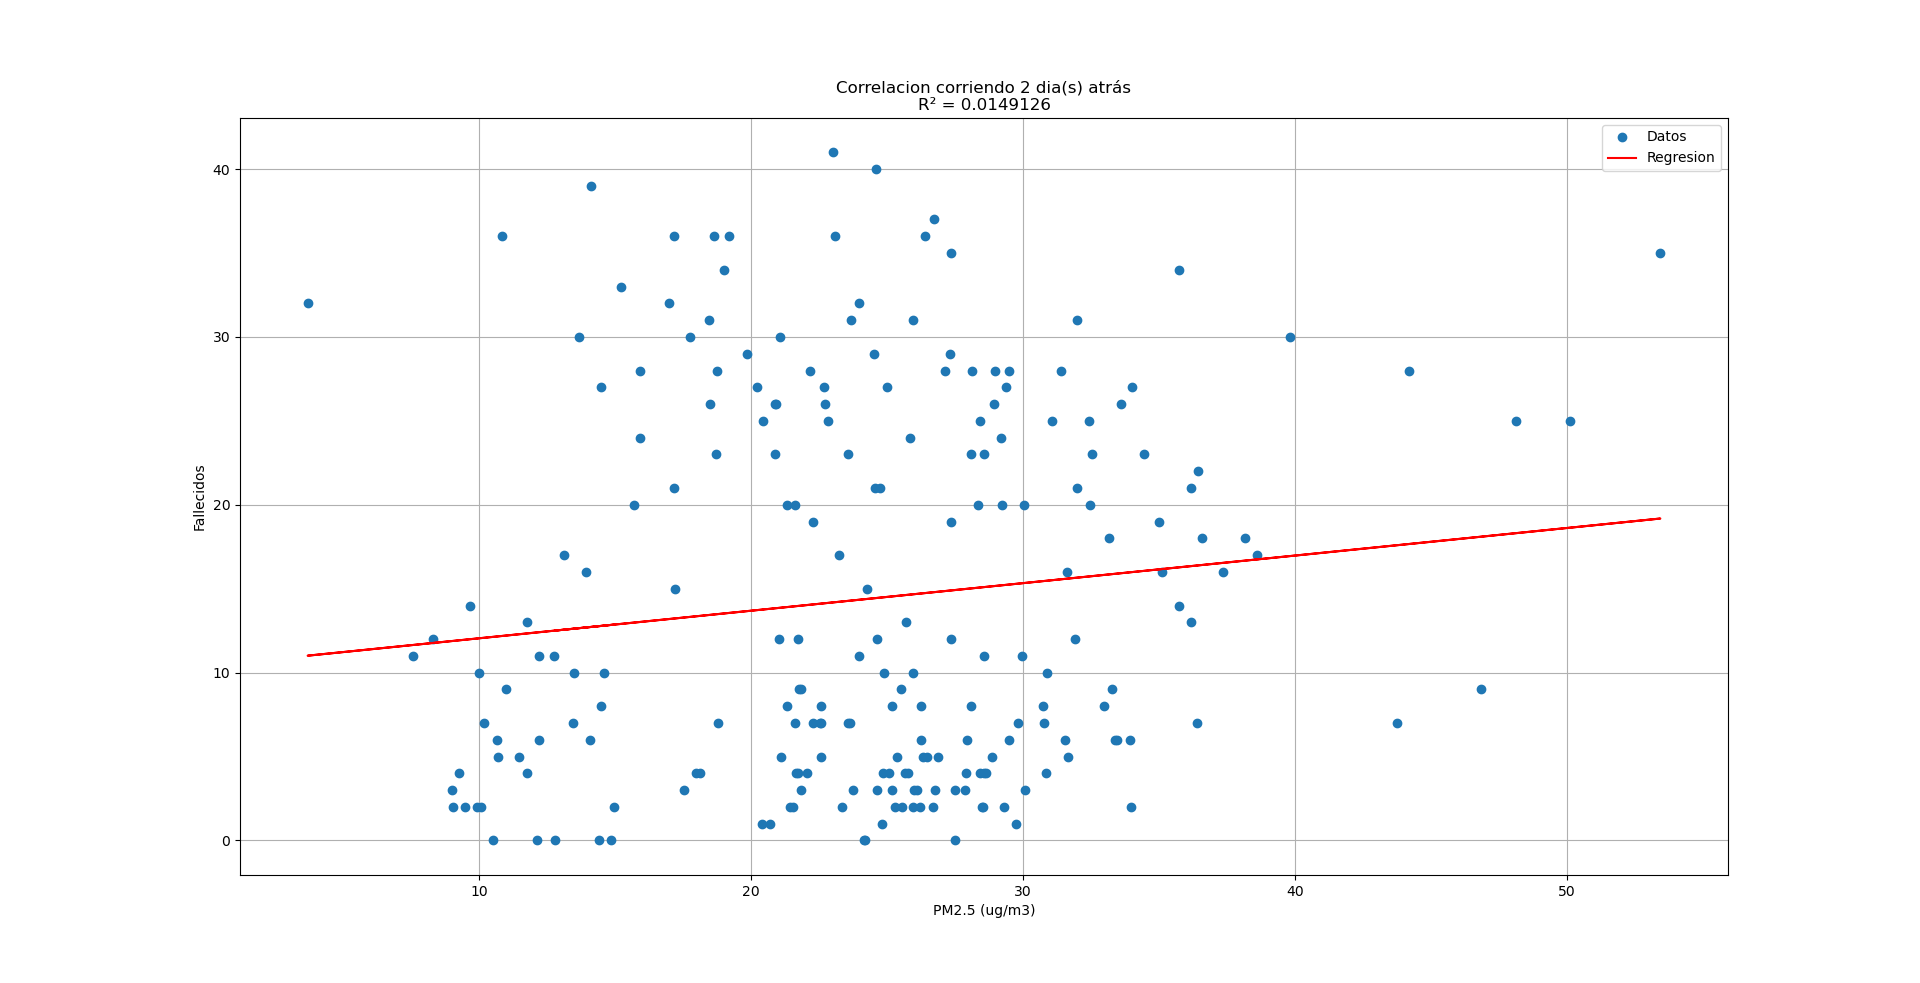 Correlacion corriendo 2 dia(s) atrás
R² = 0.0149126
Datos
Regresion
40
30
20
10
0
Fallecidos
10
20
30
40
50
PM2.5 (ug/m3)